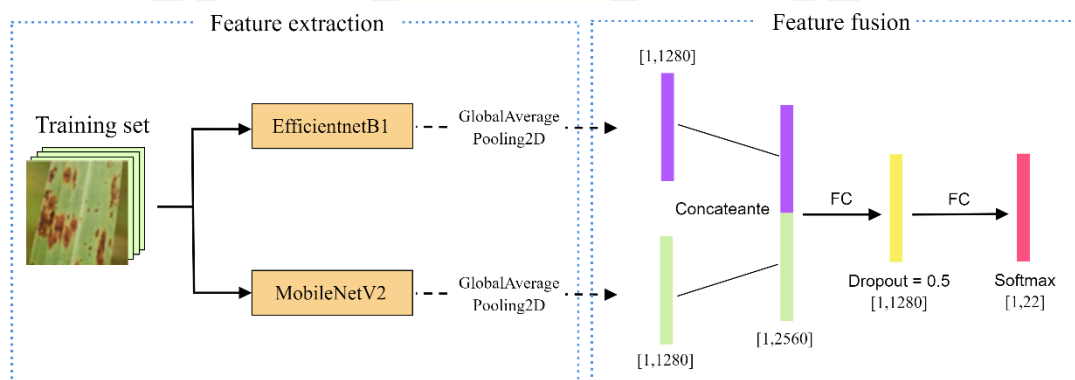 Feature extraction
Feature fusion
Training set
EfficientnetB1
GlobalAverage
Pooling2D
MobileNetV2
GlobalAverage
Pooling2D
[1,1280]
Concateante
[1,1280]
[1,2560]
FC
Dropout = 0.5
[1,1280]
FC
Softmax
[1,22]